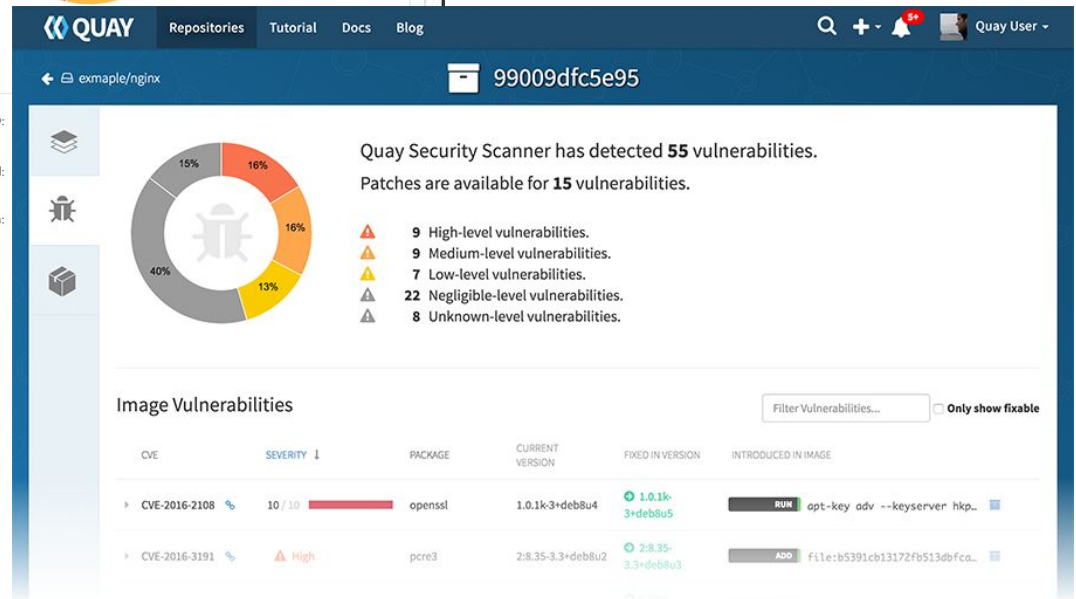 QUAY Repositories Tutorial Docs Blog 5+ Quay User
exmaple/nginx 99009dfc5e95
15% 16%
16%
40%
13%
Quay Security Scanner has detected 55 vulnerabilities.
Patches are available for 15 vulnerabilities.
9 High-level vulnerabilities.
9 Medium-level vulnerabilities.
7 Low-level vulnerabilities.
22 Negligible-level vulnerabilities.
8 Unknown-level vulnerabilities.
Image Vulnerabilities Filter Vulnerabilities... Only show fixable
CVE SEVERITY ↓ PACKAGE CURRENT VERSION FIXED IN VERSION INTRODUCED IN IMAGE
CVE-2016-2108 10 / 10 openssl 1.0.1k-3+deb8u4 1.0.1k-3+deb8u5 RUN apt-key adv --keyserver hkp…
CVE-2016-3191 High pcre3 2:8.35-3.3+deb8u2 2:8.35-3.3+deb8u3 ADD file:b5391cb13172fb513dbfca…